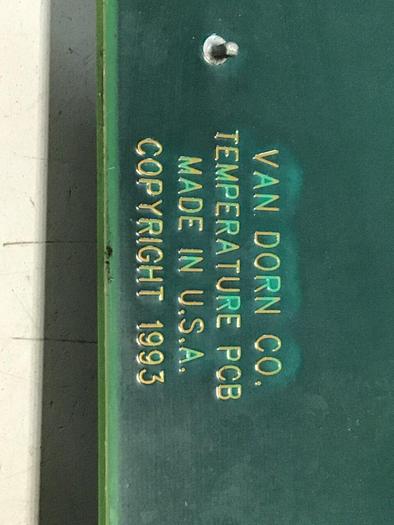 VAN DORN CO.
TEMPERATURE PCB
MADE IN U.S.A.
COPYRIGHT 1993